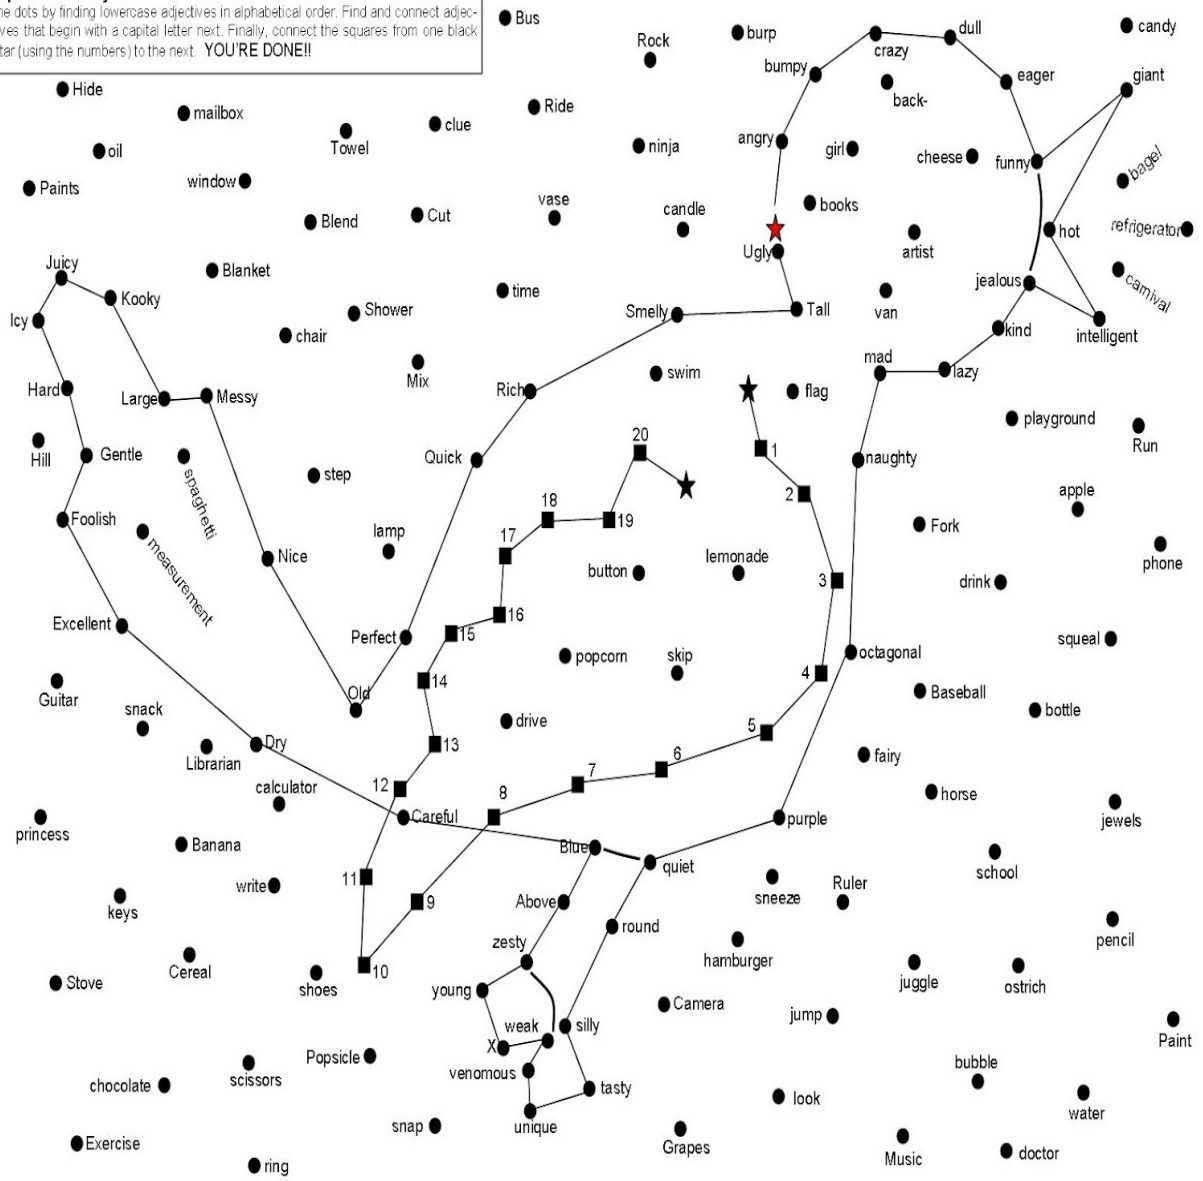 he dots by finding lowercase adjectives in alphabetical order. Find and connect adjec-
ves that begin with a capital letter next. Finally, connect the squares from one black
tar (using the numbers) to the next. YOU'RE DONE!!
Bus
burp
dull
candy
Rock
crazy
bumpy
eager
giant
Hide
back-
Ride
mailbox
clue
Towel
angry
ninja
girl
cheese
funny
bagel
oil
window
Paints
vase
candle
books
Cut
Blend
hot
refrigerator
artist
Ugly
Juicy
Blanket
jealous
carnival
Kooky
time
Shower
Smelly
Tall
van
Icy
chair
kind
intelligent
mad
Mix
swim
lazy
Hard
Large
Messy
Rich
flag
playground
20
Run
Hill
Gentle
Quick
1
naughty
spaghetti
step
2
apple
18
Foolish
19
Fork
lamp
17
measurement
Nice
lemonade
phone
button
3
drink
16
Excellent
15
Perfect
squeal
popcorn
skip
octagonal
4
14
Guitar
Old
Baseball
snack
drive
bottle
5
Dry
13
Librarian
6
fairy
calculator
12
7
8
horse
princess
Careful
purple
jewels
Banana
Blue
quiet
school
11
write
9
sneeze
Ruler
keys
Above
round
pencil
zesty
hamburger
Cereal
10
Stove
shoes
young
juggle
ostrich
Camera
weak
silly
jump
X
Paint
Popsicle
bubble
scissors
venomous
chocolate
tasty
look
water
snap
unique
Exercise
Grapes
Music
doctor
ring